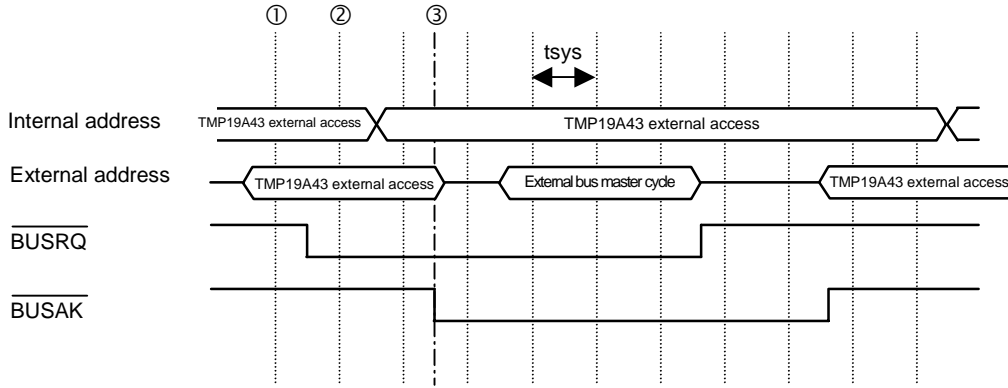 ① ② ③
tsys
Internal address TMP19A43 external access TMP19A43 external access
External address TMP19A43 external access External bus master cycle TMP19A43 external access
BUSRQ
BUSAK